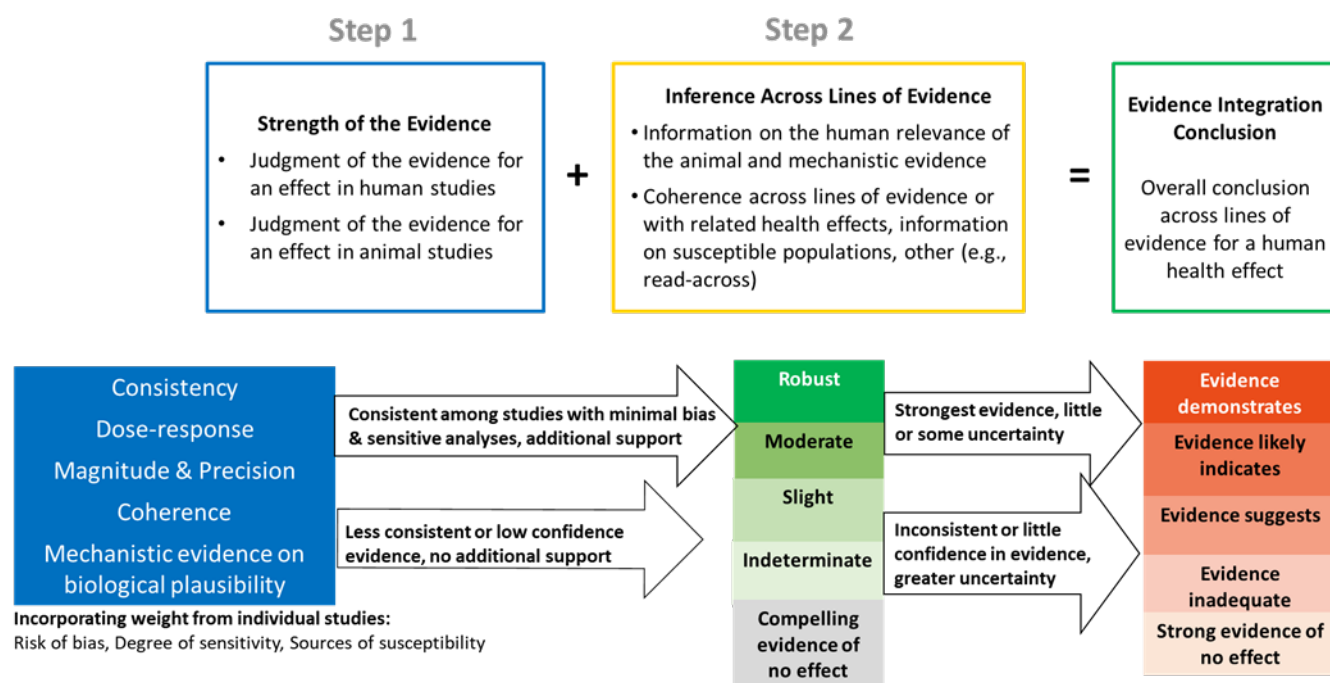 Step 1
Step 2
Strength of the Evidence
• Judgment of the evidence for
an effect in human studies
• Judgment of the evidence for
an effect in animal studies
+
Inference Across Lines of Evidence
• Information on the human relevance of
the animal and mechanistic evidence
• Coherence across lines of evidence or
with related health effects, information
on susceptible populations, other (e.g.,
read-across)
=
Evidence Integration
Conclusion
Overall conclusion
across lines of
evidence for a human
health effect
Consistency
Dose-response
Magnitude & Precision
Coherence
Mechanistic evidence on
biological plausibility
Incorporating weight from individual studies:
Risk of bias, Degree of sensitivity, Sources of susceptibility
Consistent among studies with minimal bias
& sensitive analyses, additional support
Less consistent or low confidence
evidence, no additional support
Robust
Moderate
Slight
Indeterminate
Compelling
evidence of
no effect
Strongest evidence, little
or some uncertainty
Inconsistent or little
confidence in evidence,
greater uncertainty
Evidence
demonstrates
Evidence likely
indicates
Evidence suggests
Evidence
inadequate
Strong evidence of
no effect